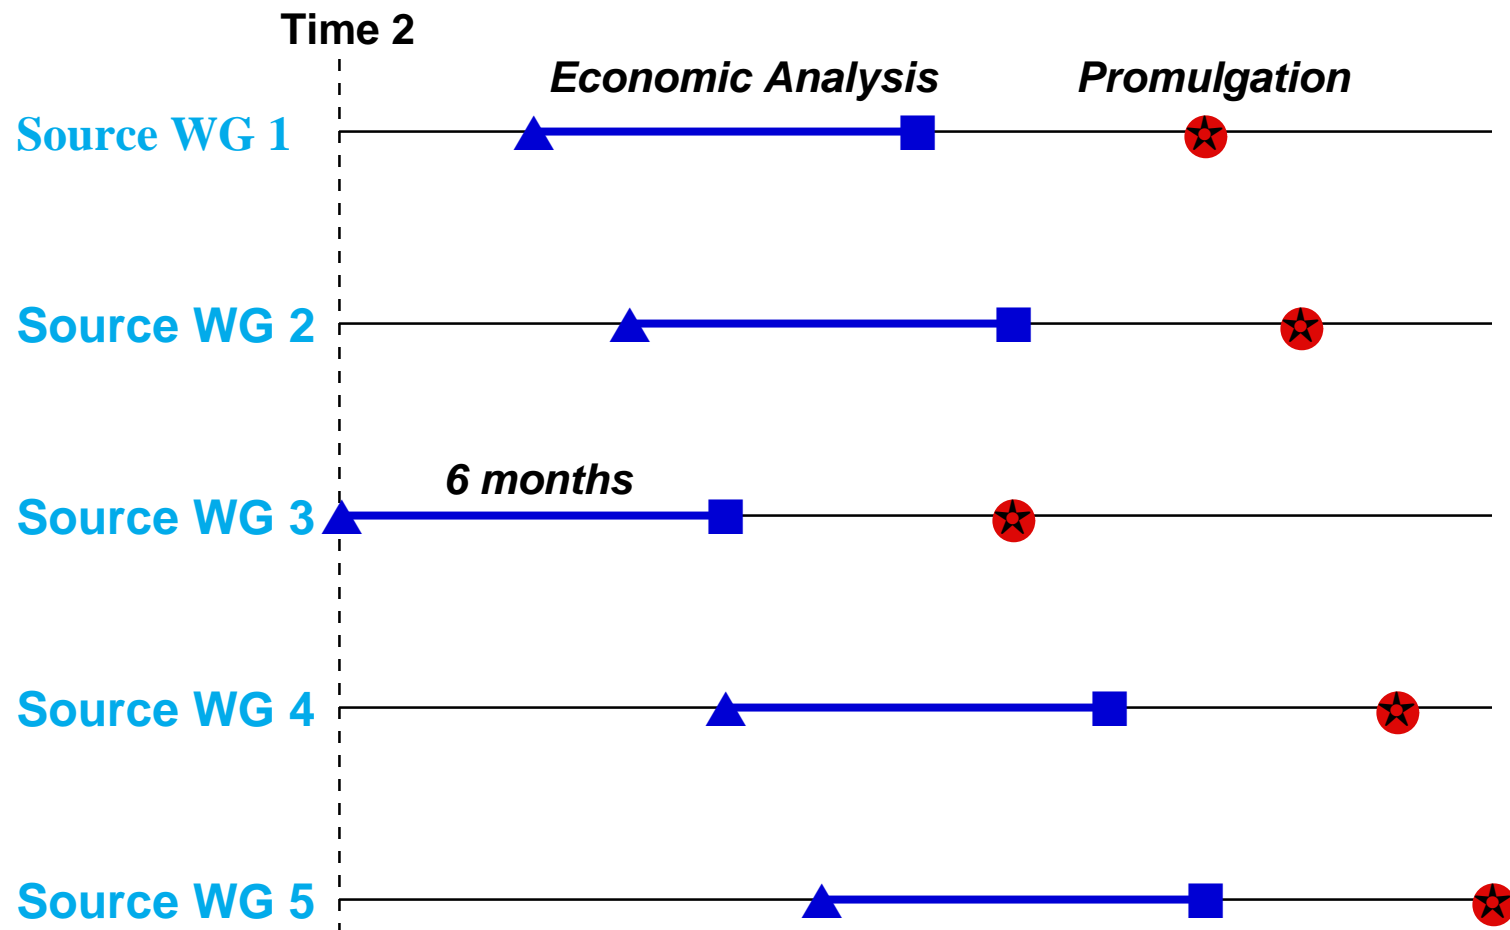 Time 2
Economic Analysis Promulgation
Source WG 1
Source WG 2
6 months
Source WG 3
Source WG 4
Source WG 5